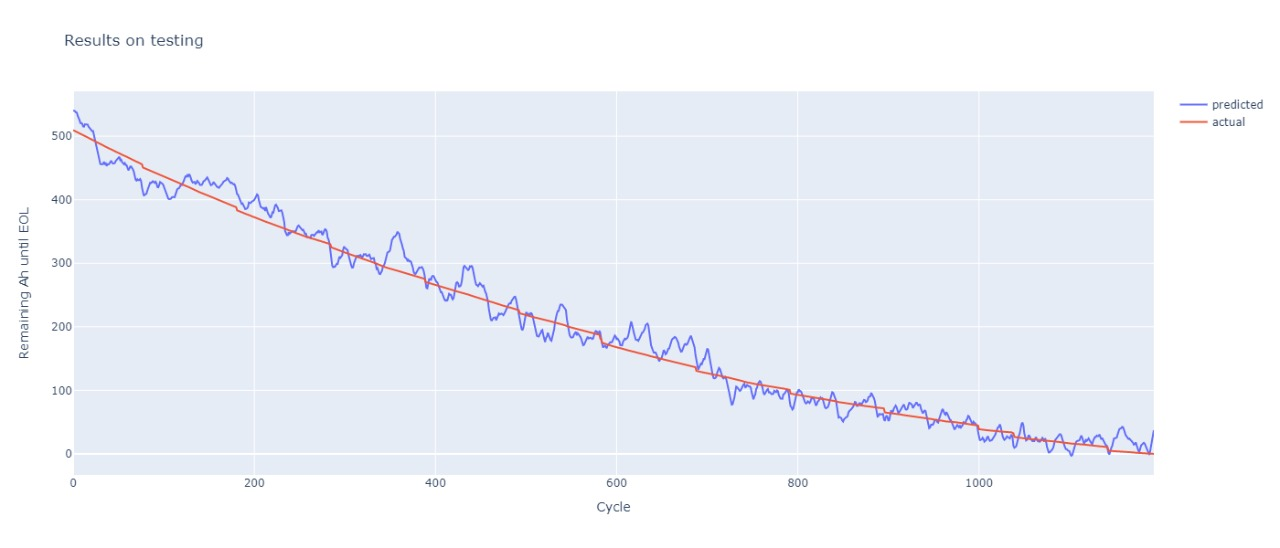 Results on testing
predicted
actual
Remaining Ah until EOL
500
400
300
200
100
0
0
200
400
600
800
1000
Cycle